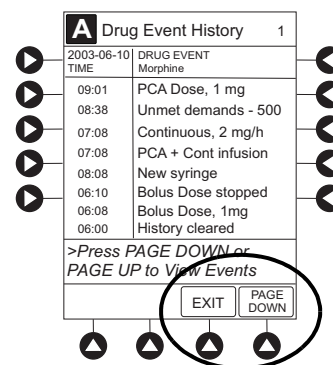 A Drug Event History 1
2003-06-10 DRUG EVENT
TIME Morphine
09:01 PCA Dose, 1 mg
08:38 Unmet demands - 500
07:08 Continuous, 2 mg/h
07:08 PCA + Cont infusion
08:08 New syringe
06:10 Bolus Dose stopped
06:08 Bolus Dose, 1mg
06:00 History cleared
>Press PAGE DOWN or
PAGE UP to View Events
EXIT PAGE DOWN